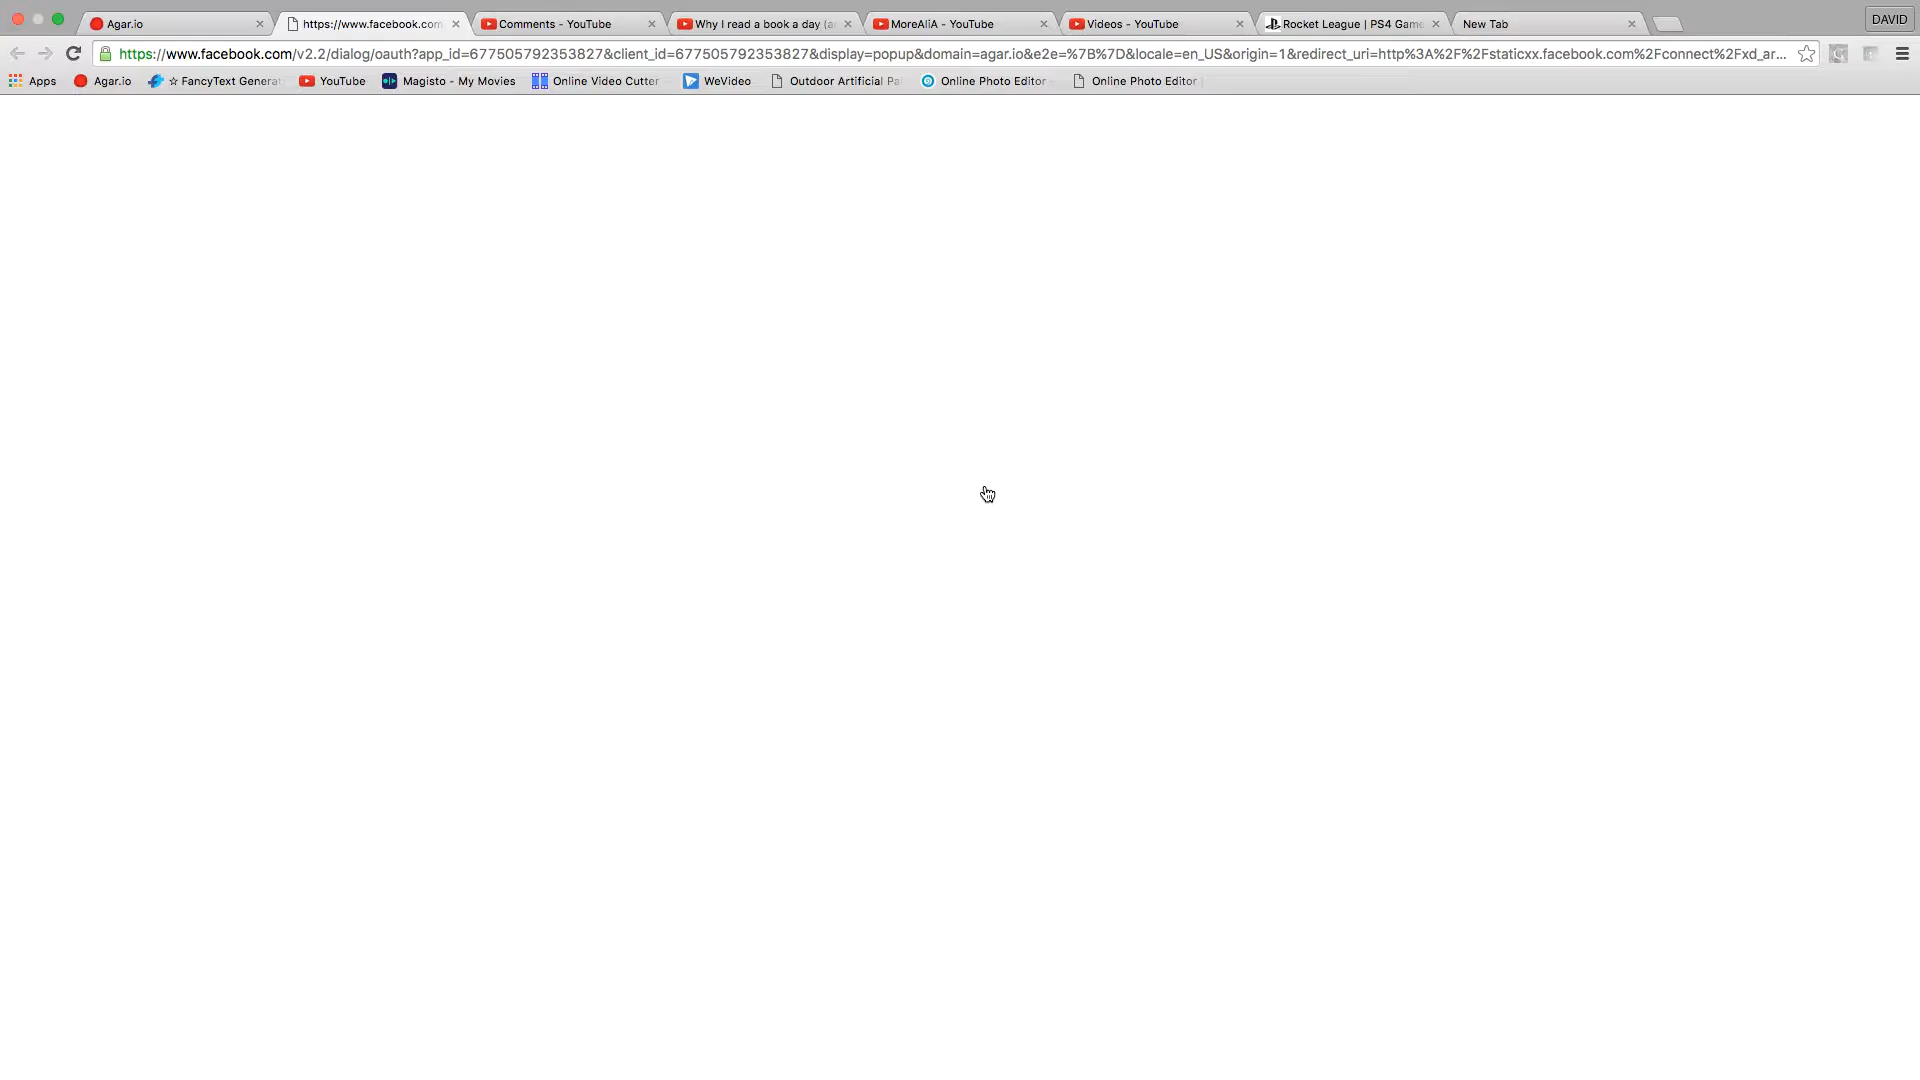 Agar.io
https://www.facebook.com
Comments - YouTube
Why I read a book a day (a
MoreAliA - YouTube
Videos - YouTube
Rocket League | PS4 Game
New Tab
DAVID
https://www.facebook.com/v2.2/dialog/oauth?app_id=677505792353827&client_id=677505792353827&display=popup&domain=agar.io&e2e=%7B%7D&locale=en_US&origin=1&redirect_uri=http%3A%2F%2Fstaticxx.facebook.com%2Fconnect%2Fxd_ar...
Apps
Agar.io
☆ FancyText Generat
YouTube
Magisto - My Movies
Online Video Cutter
WeVideo
Outdoor Artificial Pa
Online Photo Editor
Online Photo Editor